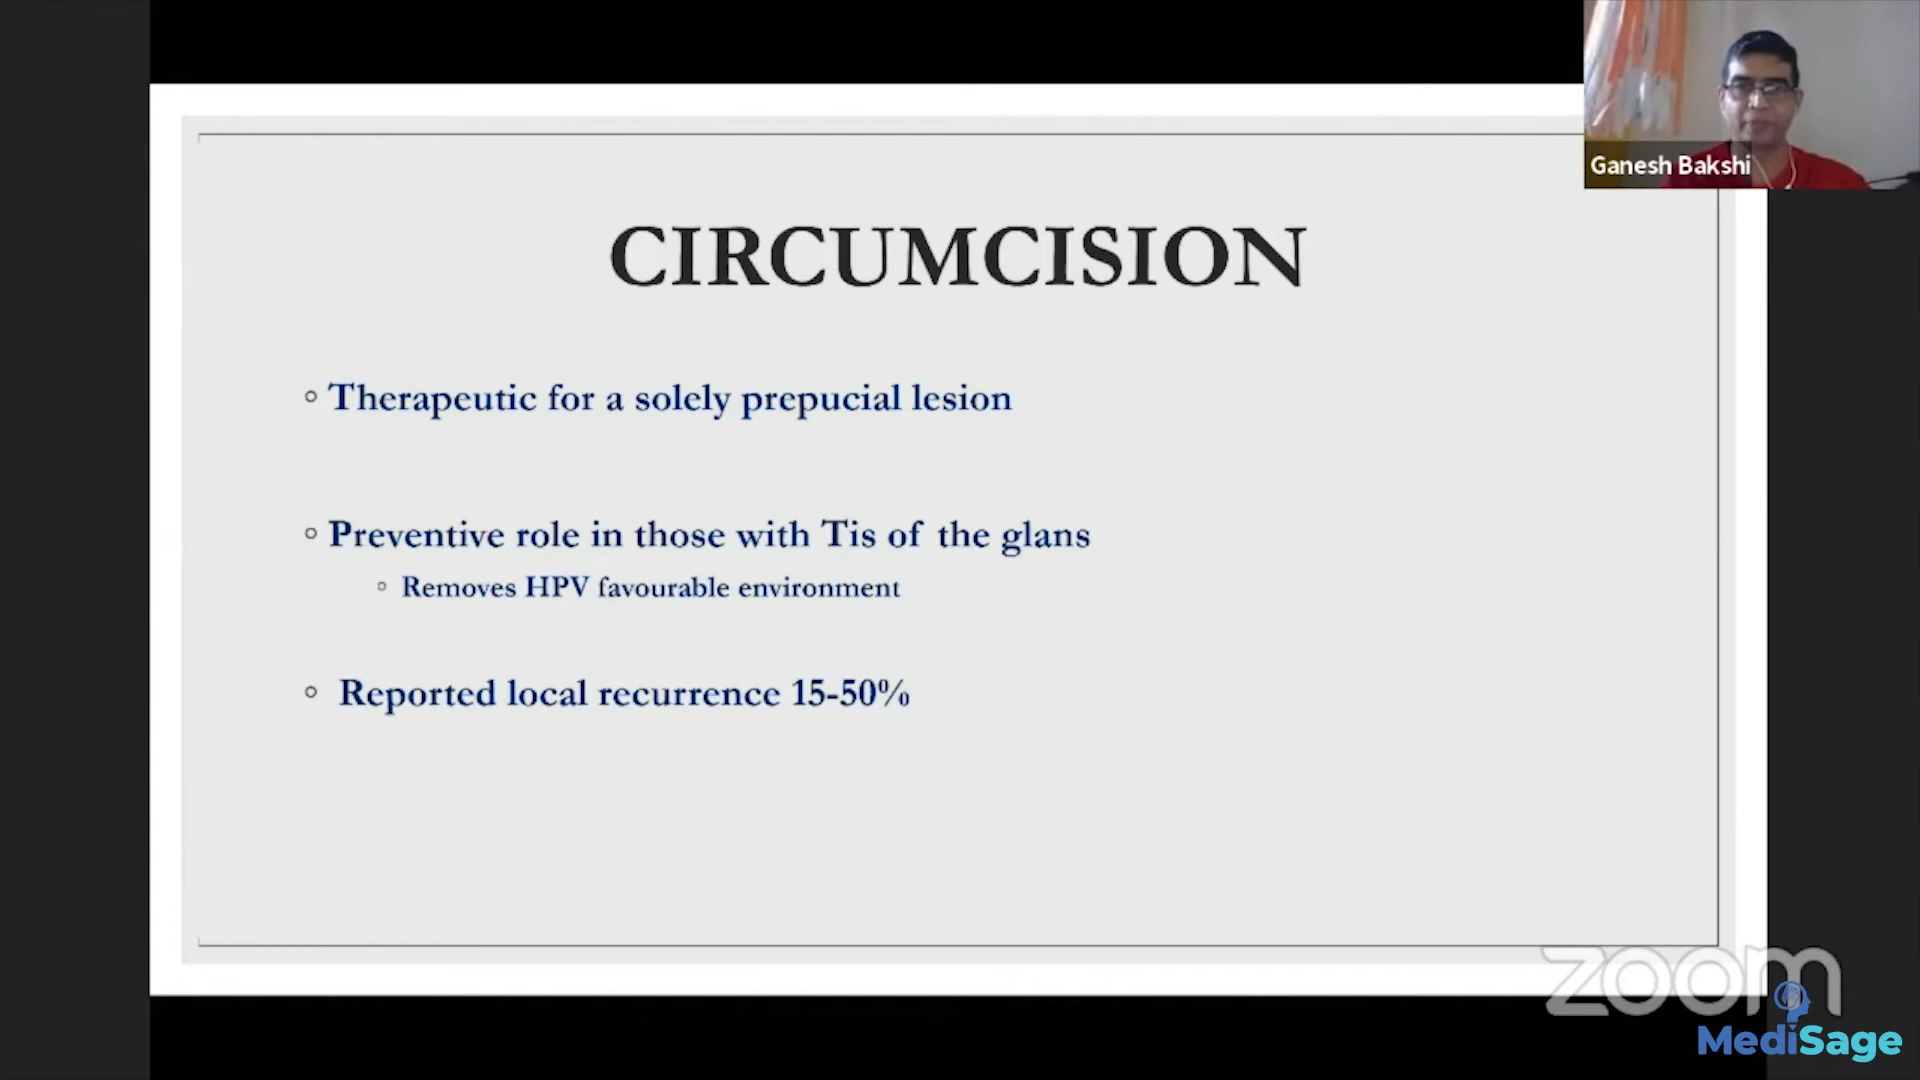 Ganesh Bakshi
CIRCUMCISION
Therapeutic for a solely prepucial lesion
Preventive role in those with Tis of the glans
Removes HPV favourable environment
Reported local recurrence 15-50%
zoom
MediSage